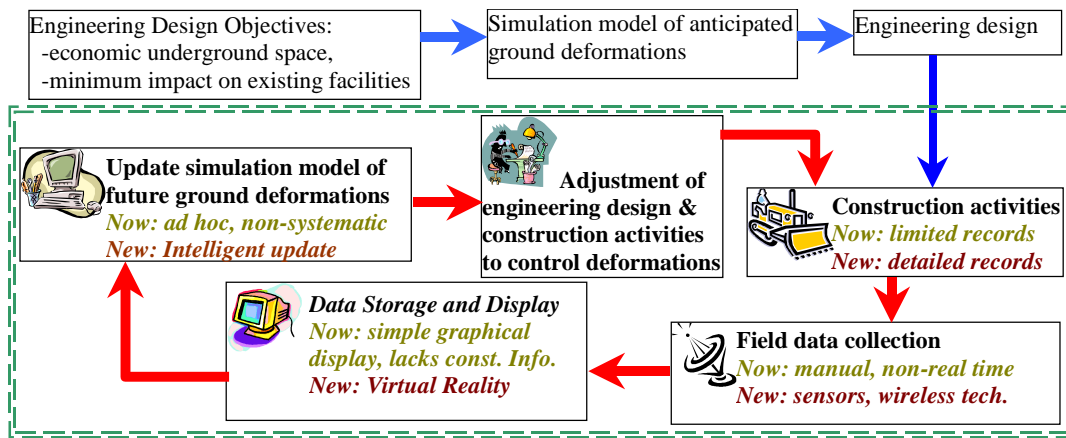 Engineering Design Objectives:
-economic underground space,
-minimum impact on existing facilities
Simulation model of anticipated
ground deformations
Engineering design
Update simulation model of
future ground deformations
Now: ad hoc, non-systematic
New: Intelligent update
Adjustment of
engineering design &
construction activities
to control deformations
Construction activities
Now: limited records
New: detailed records
Field data collection
Now: manual, non-real time
New: sensors, wireless tech.
Data Storage and Display
Now: simple graphical
display, lacks const. Info.
New: Virtual Reality